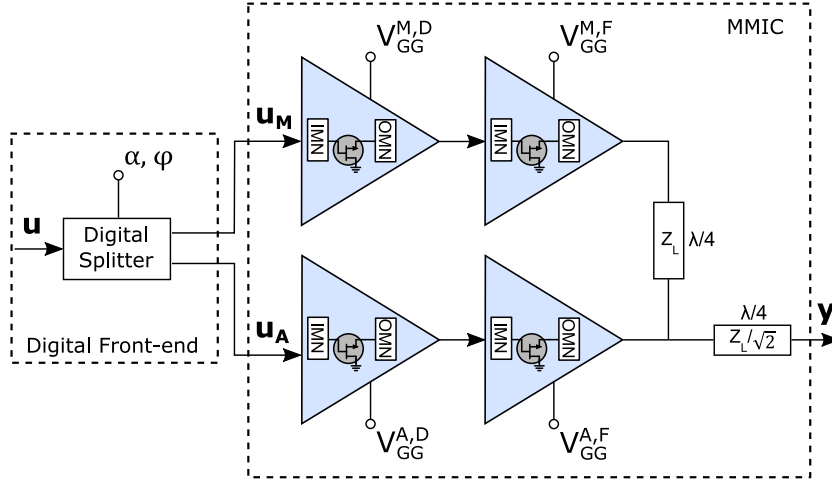 MMIC
V_GG^M,D
V_GG^M,F
u_M
IMN
OMN
IMN
OMN
α, φ
u
Digital
Splitter
Digital Front-end
Z_L λ/4
u_A
IMN
OMN
IMN
OMN
λ/4
Z_L/√2
y
V_GG^A,D
V_GG^A,F